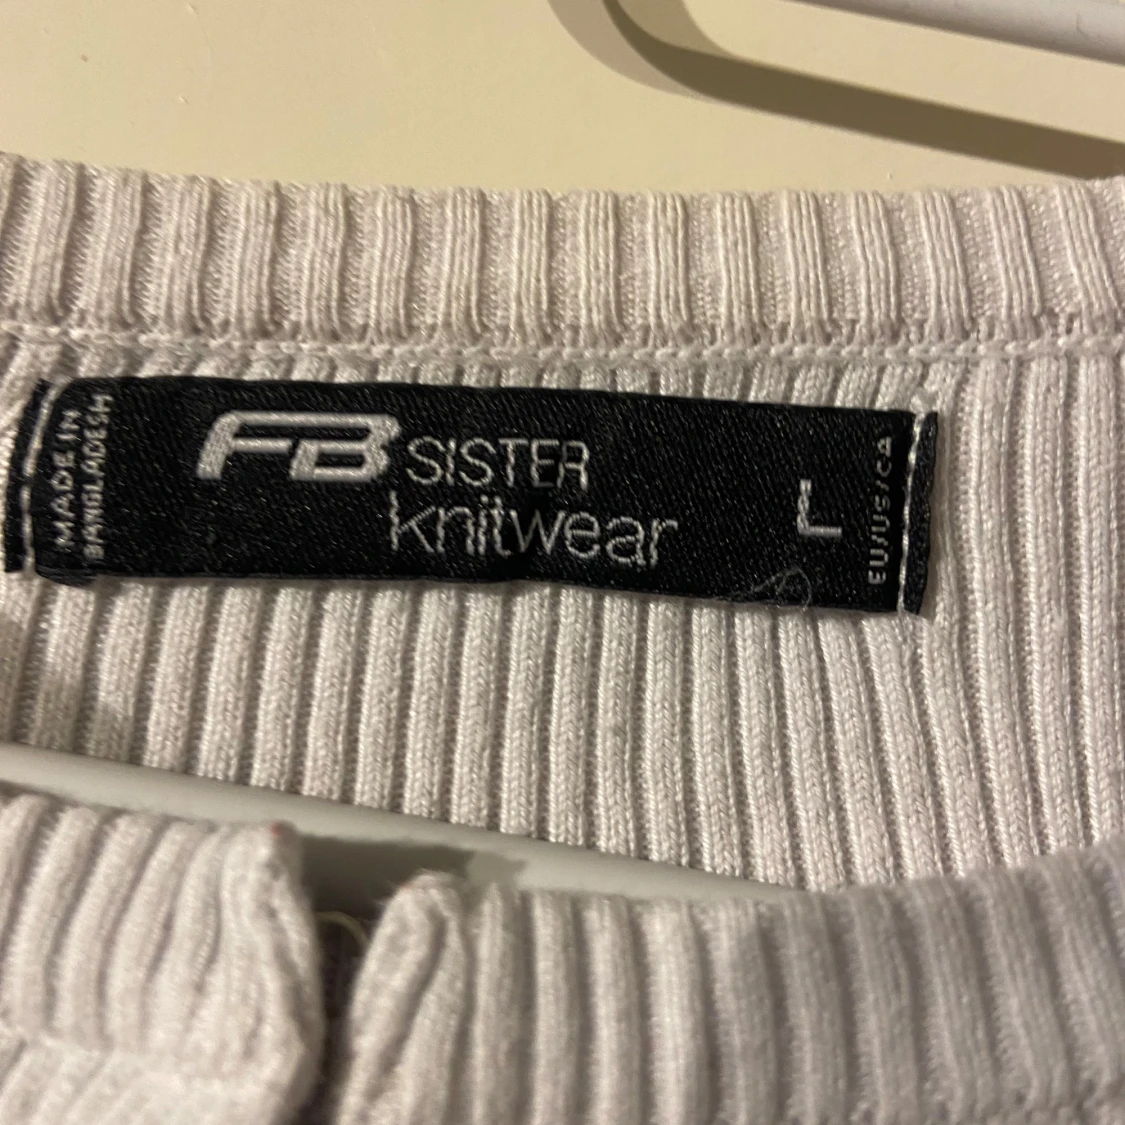 MADE IN
BANGLADESH
FB SISTER
knitwear
L
EU/US/CA